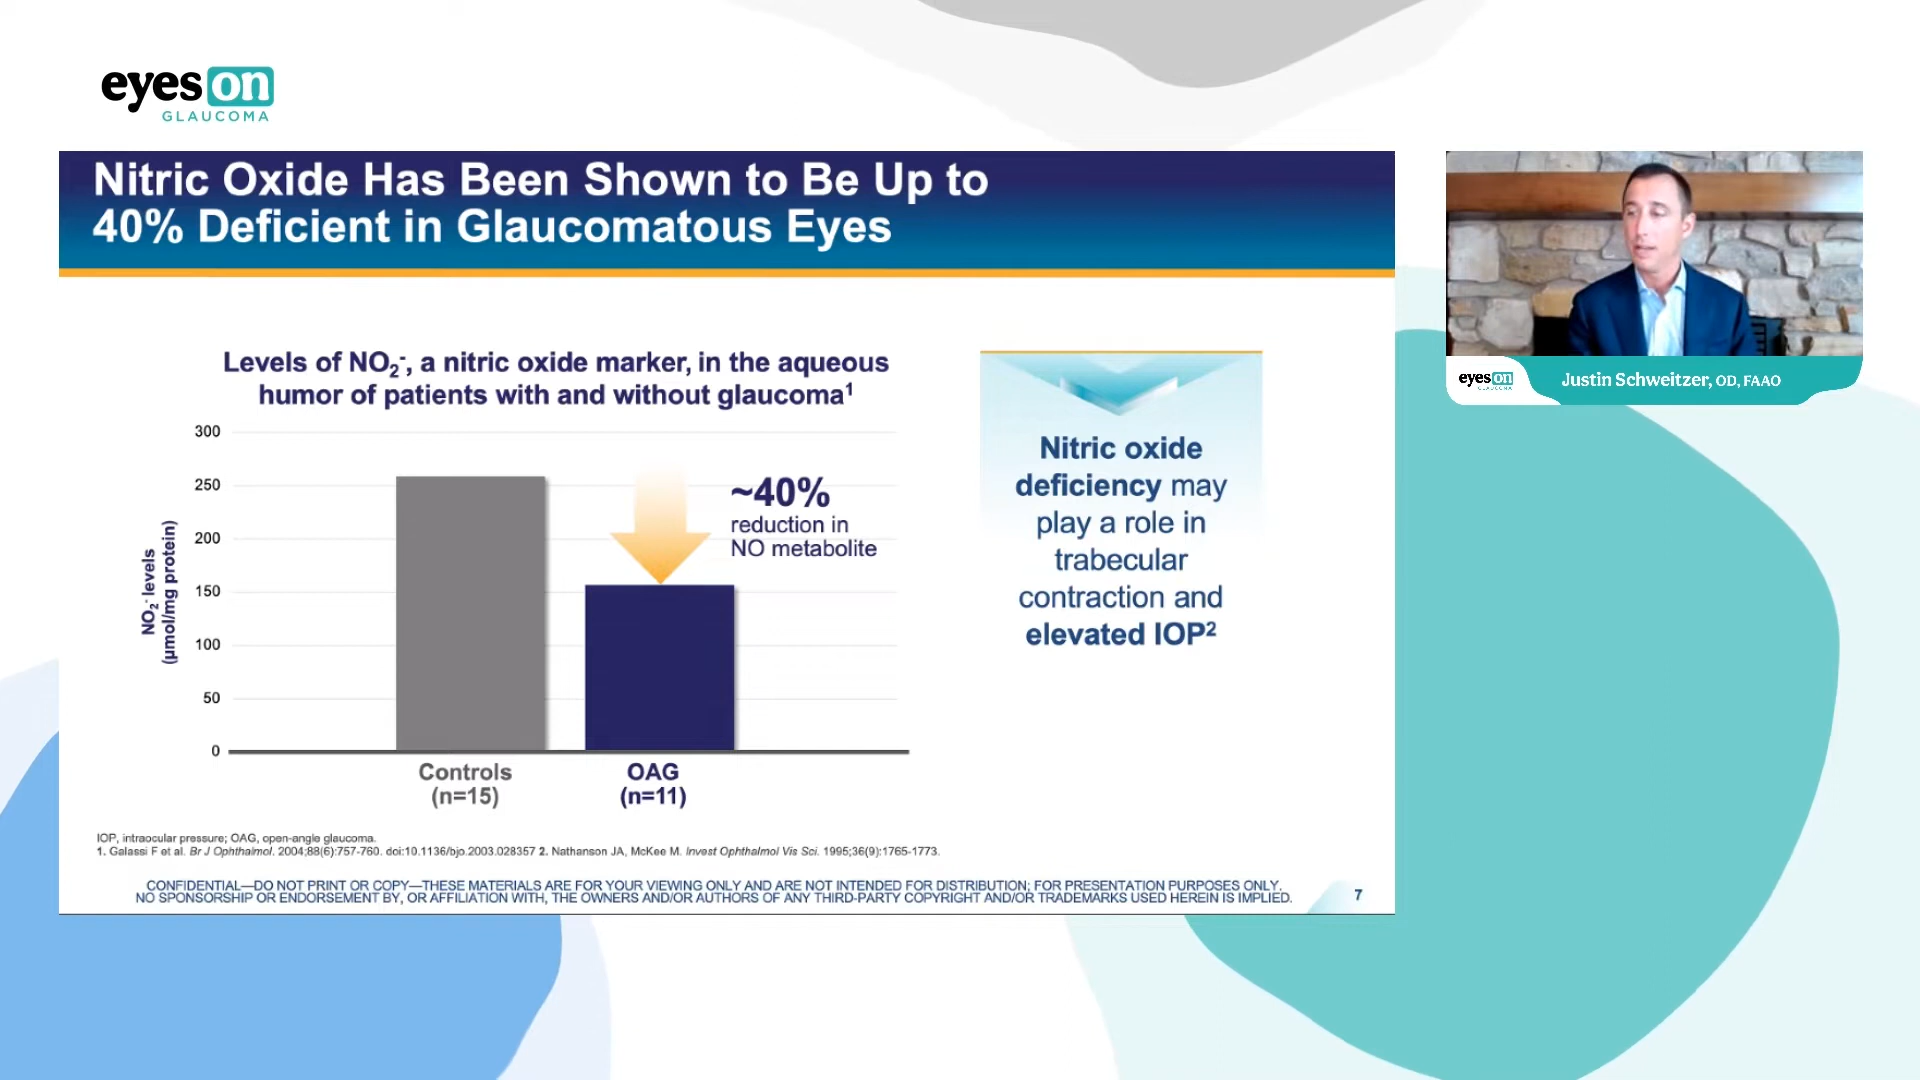 eyes on
GLAUCOMA
Nitric Oxide Has Been Shown to Be Up to
40% Deficient in Glaucomatous Eyes
Levels of NO₂⁻, a nitric oxide marker, in the aqueous
humor of patients with and without glaucoma¹
300
250
200
150
100
50
0
NO₂⁻ levels
(µmol/mg protein)
~40%
reduction in
NO metabolite
Controls
(n=15)
OAG
(n=11)
Nitric oxide
deficiency may
play a role in
trabecular
contraction and
elevated IOP²
IOP, intraocular pressure; OAG, open-angle glaucoma.
1. Galassi F et al. Br J Ophthalmol. 2004;88(6):757-760. doi:10.1136/bjo.2003.028357 2. Nathanson JA, McKee M. Invest Ophthalmol Vis Sci. 1995;36(9):1765-1773.
CONFIDENTIAL—DO NOT PRINT OR COPY—THESE MATERIALS ARE FOR YOUR VIEWING ONLY AND ARE NOT INTENDED FOR DISTRIBUTION; FOR PRESENTATION PURPOSES ONLY.
NO SPONSORSHIP OR ENDORSEMENT BY, OR AFFILIATION WITH, THE OWNERS AND/OR AUTHORS OF ANY THIRD-PARTY COPYRIGHT AND/OR TRADEMARKS USED HEREIN IS IMPLIED.
7
eyes on
GLAUCOMA
Justin Schweitzer, OD, FAAO